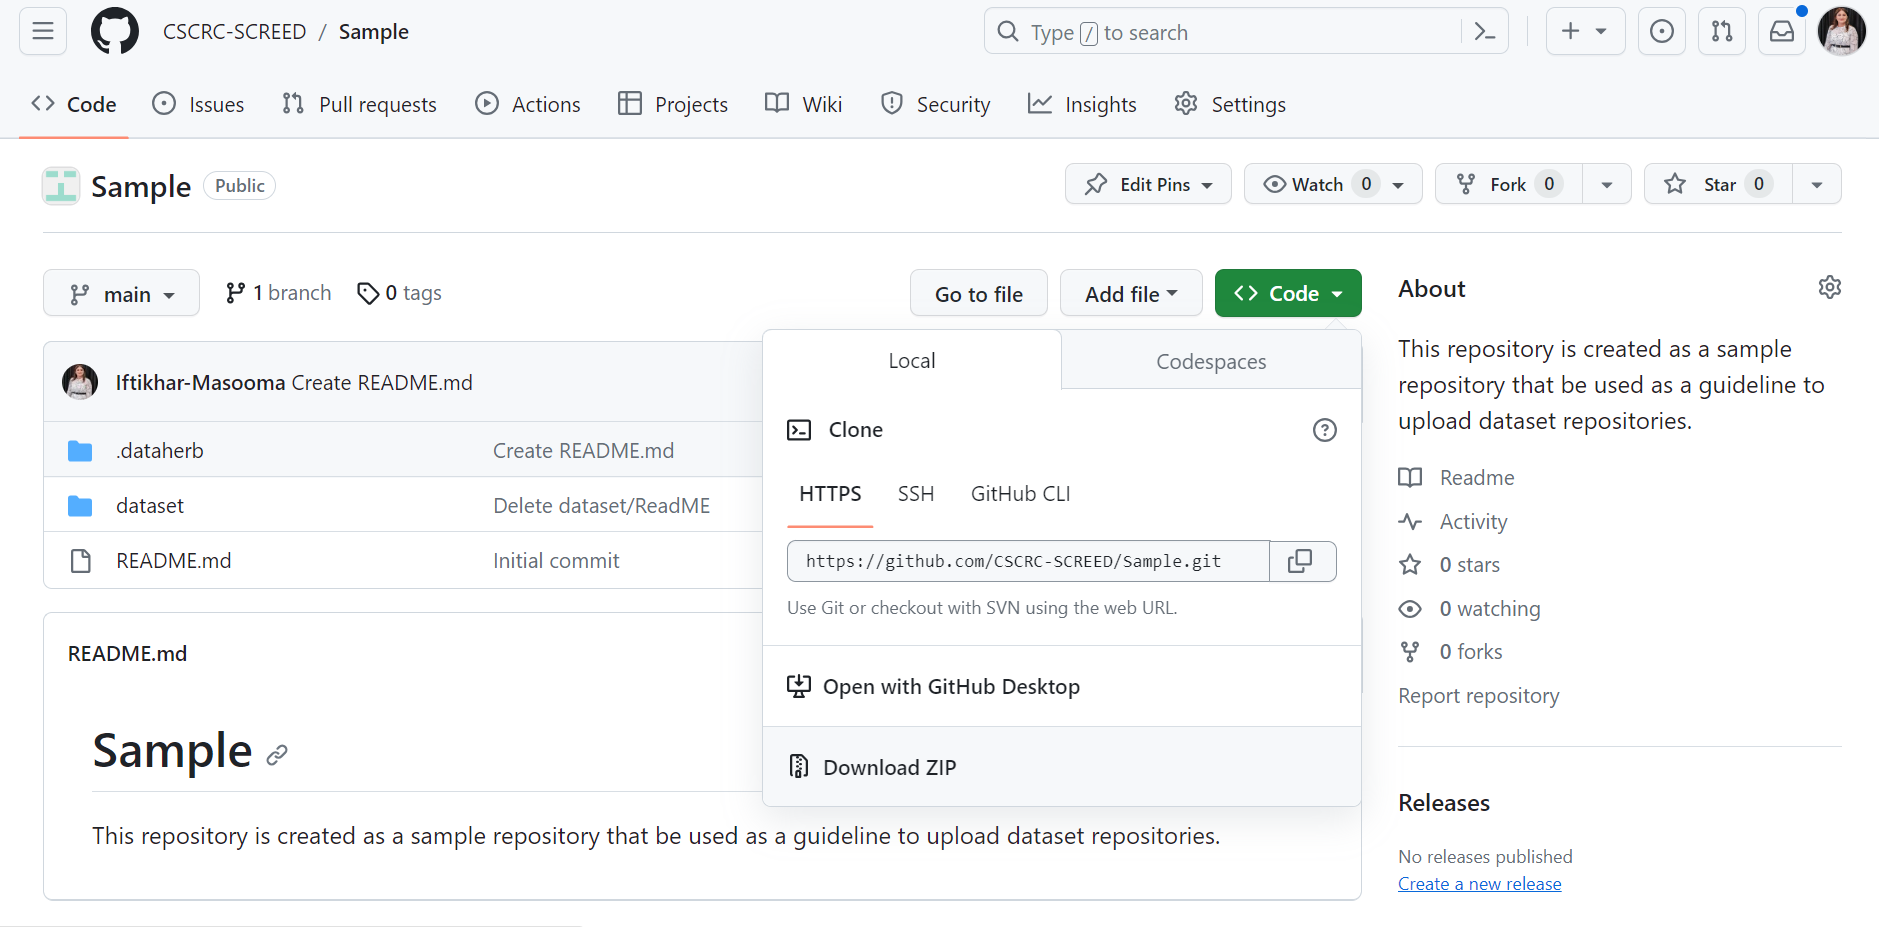 CSCRC-SCREED / Sample
Type / to search
Code Issues Pull requests Actions Projects Wiki Security Insights Settings
Sample Public
Edit Pins Watch 0 Fork 0 Star 0
main 1 branch 0 tags
Go to file Add file Code
Iftikhar-Masooma Create README.md
.dataherb Create README.md
dataset Delete dataset/ReadME
README.md Initial commit
Local Codespaces
Clone
HTTPS SSH GitHub CLI
https://github.com/CSCRC-SCREED/Sample.git
Use Git or checkout with SVN using the web URL.
Open with GitHub Desktop
Download ZIP
README.md
Sample
This repository is created as a sample repository that be used as a guideline to upload dataset repositories.
About
This repository is created as a sample
repository that be used as a guideline to
upload dataset repositories.
Readme
Activity
0 stars
0 watching
0 forks
Report repository
Releases
No releases published
Create a new release